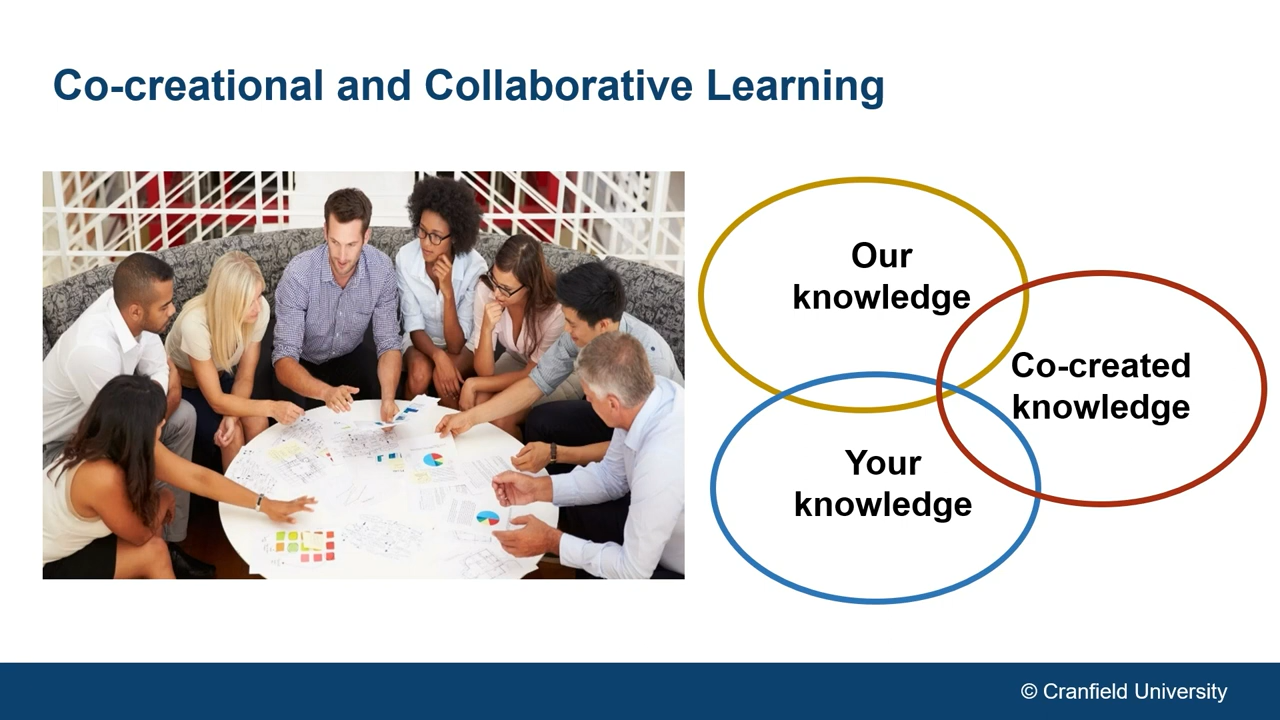 Co-creational and Collaborative Learning
Our
knowledge
Co-created
knowledge
Your
knowledge
© Cranfield University